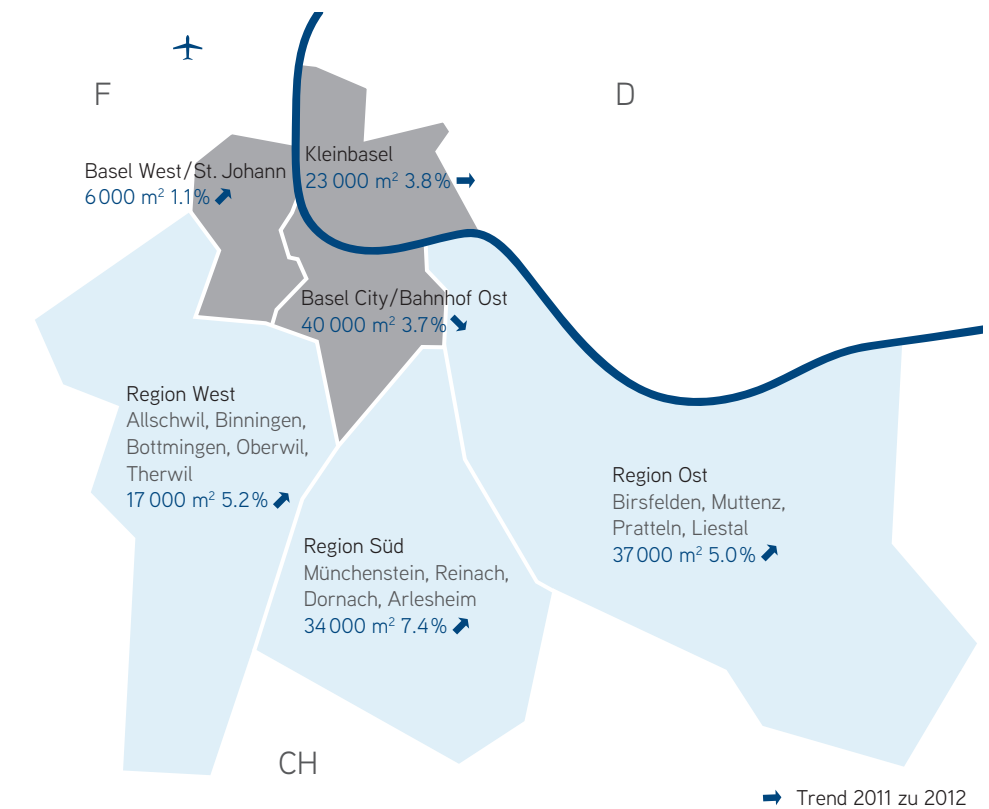 F
D
Basel West/St. Johann
6 000 m² 1.1 %
Kleinbasel
23 000 m² 3.8 %
Basel City/Bahnhof Ost
40 000 m² 3.7 %
Region West
Allschwil, Binningen,
Bottmingen, Oberwil,
Therwil
17 000 m² 5.2 %
Region Ost
Birsfelden, Muttenz,
Pratteln, Liestal
37 000 m² 5.0 %
Region Süd
Münchenstein, Reinach,
Dornach, Arlesheim
34 000 m² 7.4 %
CH
Trend 2011 zu 2012